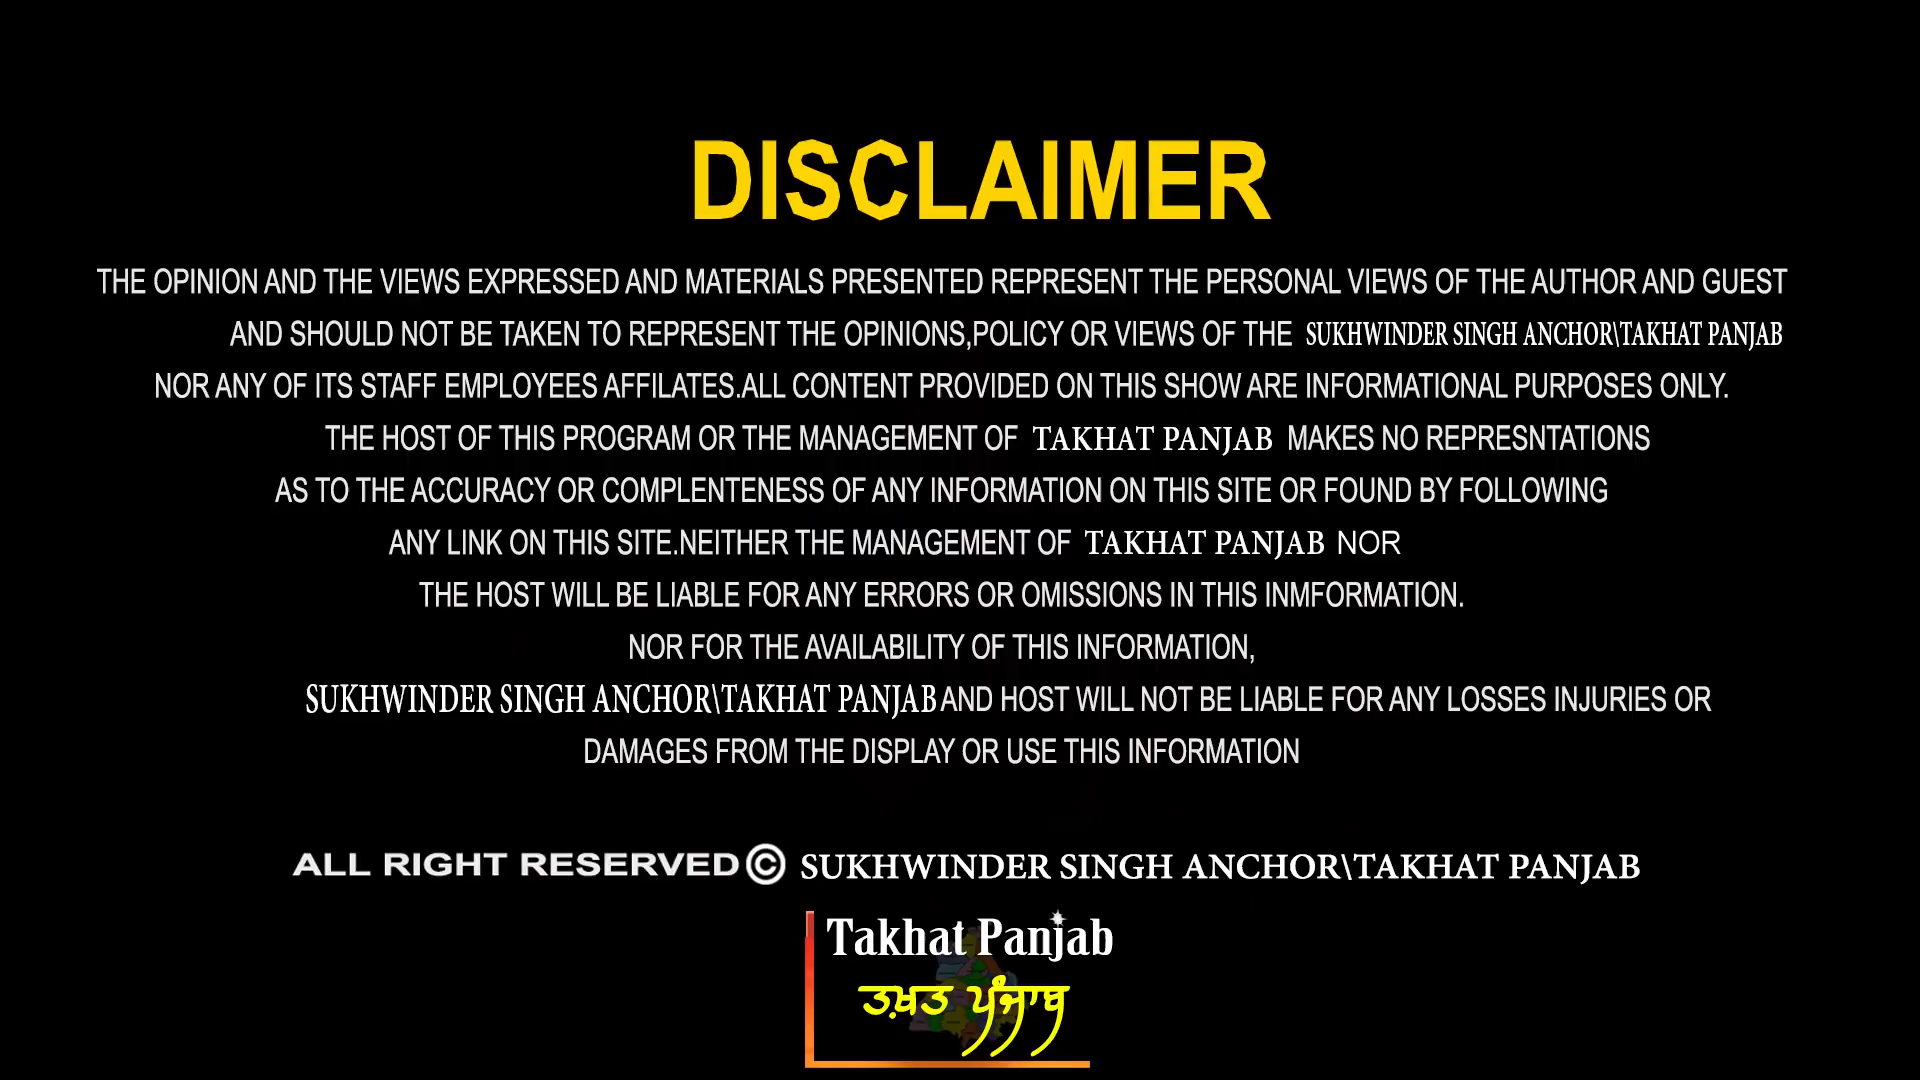 DISCLAIMER
THE OPINION AND THE VIEWS EXPRESSED AND MATERIALS PRESENTED REPRESENT THE PERSONAL VIEWS OF THE AUTHOR AND GUEST
AND SHOULD NOT BE TAKEN TO REPRESENT THE OPINIONS,POLICY OR VIEWS OF THE SUKHWINDER SINGH ANCHOR\TAKHAT PANJAB
NOR ANY OF ITS STAFF EMPLOYEES AFFILATES.ALL CONTENT PROVIDED ON THIS SHOW ARE INFORMATIONAL PURPOSES ONLY.
THE HOST OF THIS PROGRAM OR THE MANAGEMENT OF TAKHAT PANJAB MAKES NO REPRESNTATIONS
AS TO THE ACCURACY OR COMPLENTENESS OF ANY INFORMATION ON THIS SITE OR FOUND BY FOLLOWING
ANY LINK ON THIS SITE.NEITHER THE MANAGEMENT OF TAKHAT PANJAB NOR
THE HOST WILL BE LIABLE FOR ANY ERRORS OR OMISSIONS IN THIS INMFORMATION.
NOR FOR THE AVAILABILITY OF THIS INFORMATION,
SUKHWINDER SINGH ANCHOR\TAKHAT PANJAB AND HOST WILL NOT BE LIABLE FOR ANY LOSSES INJURIES OR
DAMAGES FROM THE DISPLAY OR USE THIS INFORMATION
ALL RIGHT RESERVED © SUKHWINDER SINGH ANCHOR\TAKHAT PANJAB
Takhat Panjab
ਤਖ਼ਤ ਪੰਜਾਬ